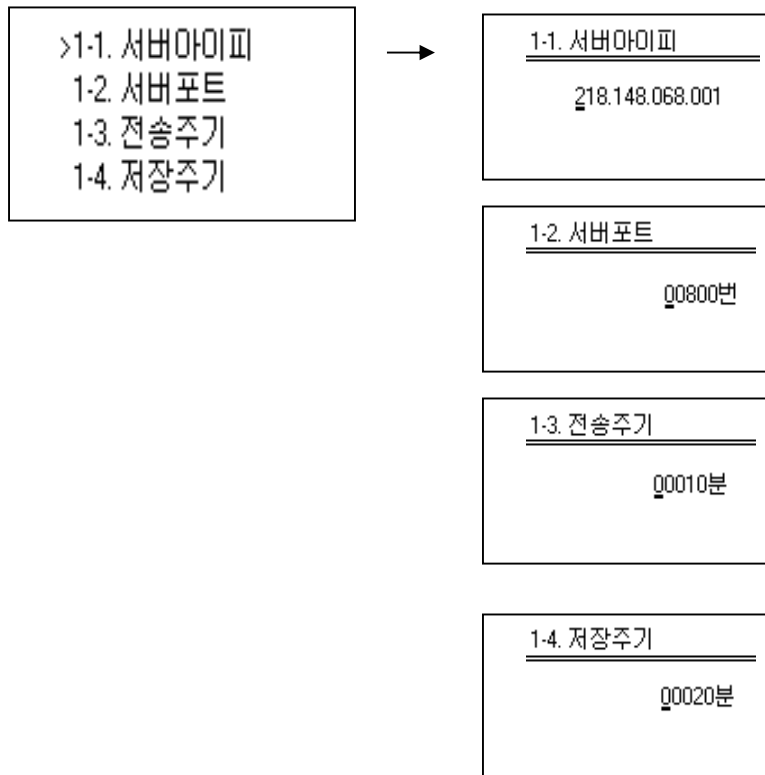 >1-1. 서버아이피
1-2. 서버포트
1-3. 전송주기
1-4. 저장주기
1-1. 서버아이피
218.148.068.001
1-2. 서버포트
00800번
1-3. 전송주기
00010분
1-4. 저장주기
00020분